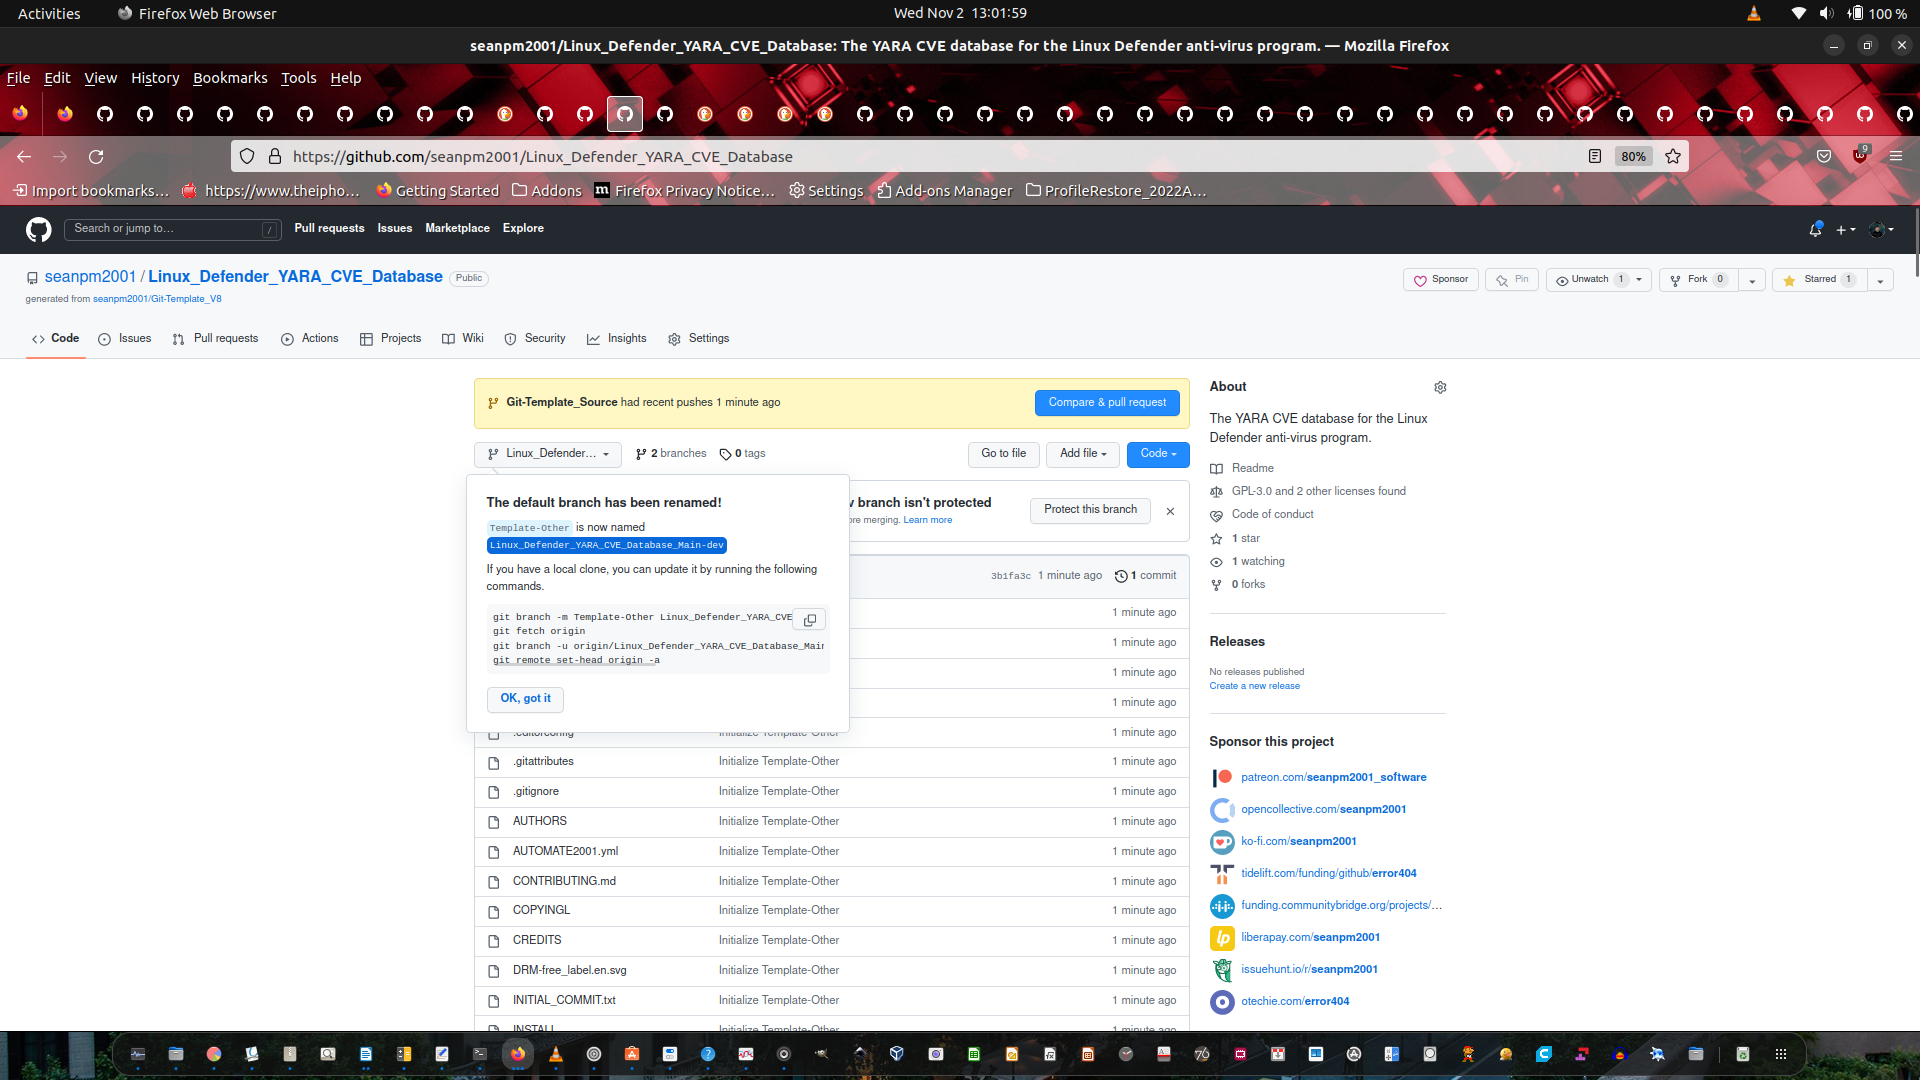 Activities
Firefox Web Browser
Wed Nov 2 13:01:59
100 %
seanpm2001/Linux_Defender_YARA_CVE_Database: The YARA CVE database for the Linux Defender anti-virus program. — Mozilla Firefox
File Edit View History Bookmarks Tools Help
https://github.com/seanpm2001/Linux_Defender_YARA_CVE_Database
80%
9
Import bookmarks…
https://www.theipho…
Getting Started
Addons
Firefox Privacy Notice…
Settings
Add-ons Manager
ProfileRestore_2022A…
Search or jump to…
/
Pull requests Issues Marketplace Explore
seanpm2001 / Linux_Defender_YARA_CVE_Database Public
generated from seanpm2001/Git-Template_V8
Sponsor
Pin
Unwatch 1
Fork 0
Starred 1
Code
Issues
Pull requests
Actions
Projects
Wiki
Security
Insights
Settings
Git-Template_Source had recent pushes 1 minute ago
Compare & pull request
Linux_Defender…
2 branches
0 tags
Go to file
Add file
Code
The default branch has been renamed!
Template-Other is now named
Linux_Defender_YARA_CVE_Database_Main-dev
If you have a local clone, you can update it by running the following
commands.
git branch -m Template-Other Linux_Defender_YARA_CVE
git fetch origin
git branch -u origin/Linux_Defender_YARA_CVE_Database_Main
git remote set-head origin -a
OK, got it
branch isn't protected
ore merging. Learn more
Protect this branch
3b1fa3c 1 minute ago 1 commit
1 minute ago
1 minute ago
1 minute ago
1 minute ago
.editorconfig Initialize Template-Other 1 minute ago
.gitattributes Initialize Template-Other 1 minute ago
.gitignore Initialize Template-Other 1 minute ago
AUTHORS Initialize Template-Other 1 minute ago
AUTOMATE2001.yml Initialize Template-Other 1 minute ago
CONTRIBUTING.md Initialize Template-Other 1 minute ago
COPYINGL Initialize Template-Other 1 minute ago
CREDITS Initialize Template-Other 1 minute ago
DRM-free_label.en.svg Initialize Template-Other 1 minute ago
INITIAL_COMMIT.txt Initialize Template-Other 1 minute ago
INSTALL Initialize Template-Other 1 minute ago
About
The YARA CVE database for the Linux
Defender anti-virus program.
Readme
GPL-3.0 and 2 other licenses found
Code of conduct
1 star
1 watching
0 forks
Releases
No releases published
Create a new release
Sponsor this project
patreon.com/seanpm2001_software
opencollective.com/seanpm2001
ko-fi.com/seanpm2001
tidelift.com/funding/github/error404
funding.communitybridge.org/projects/…
liberapay.com/seanpm2001
issuehunt.io/r/seanpm2001
otechie.com/error404